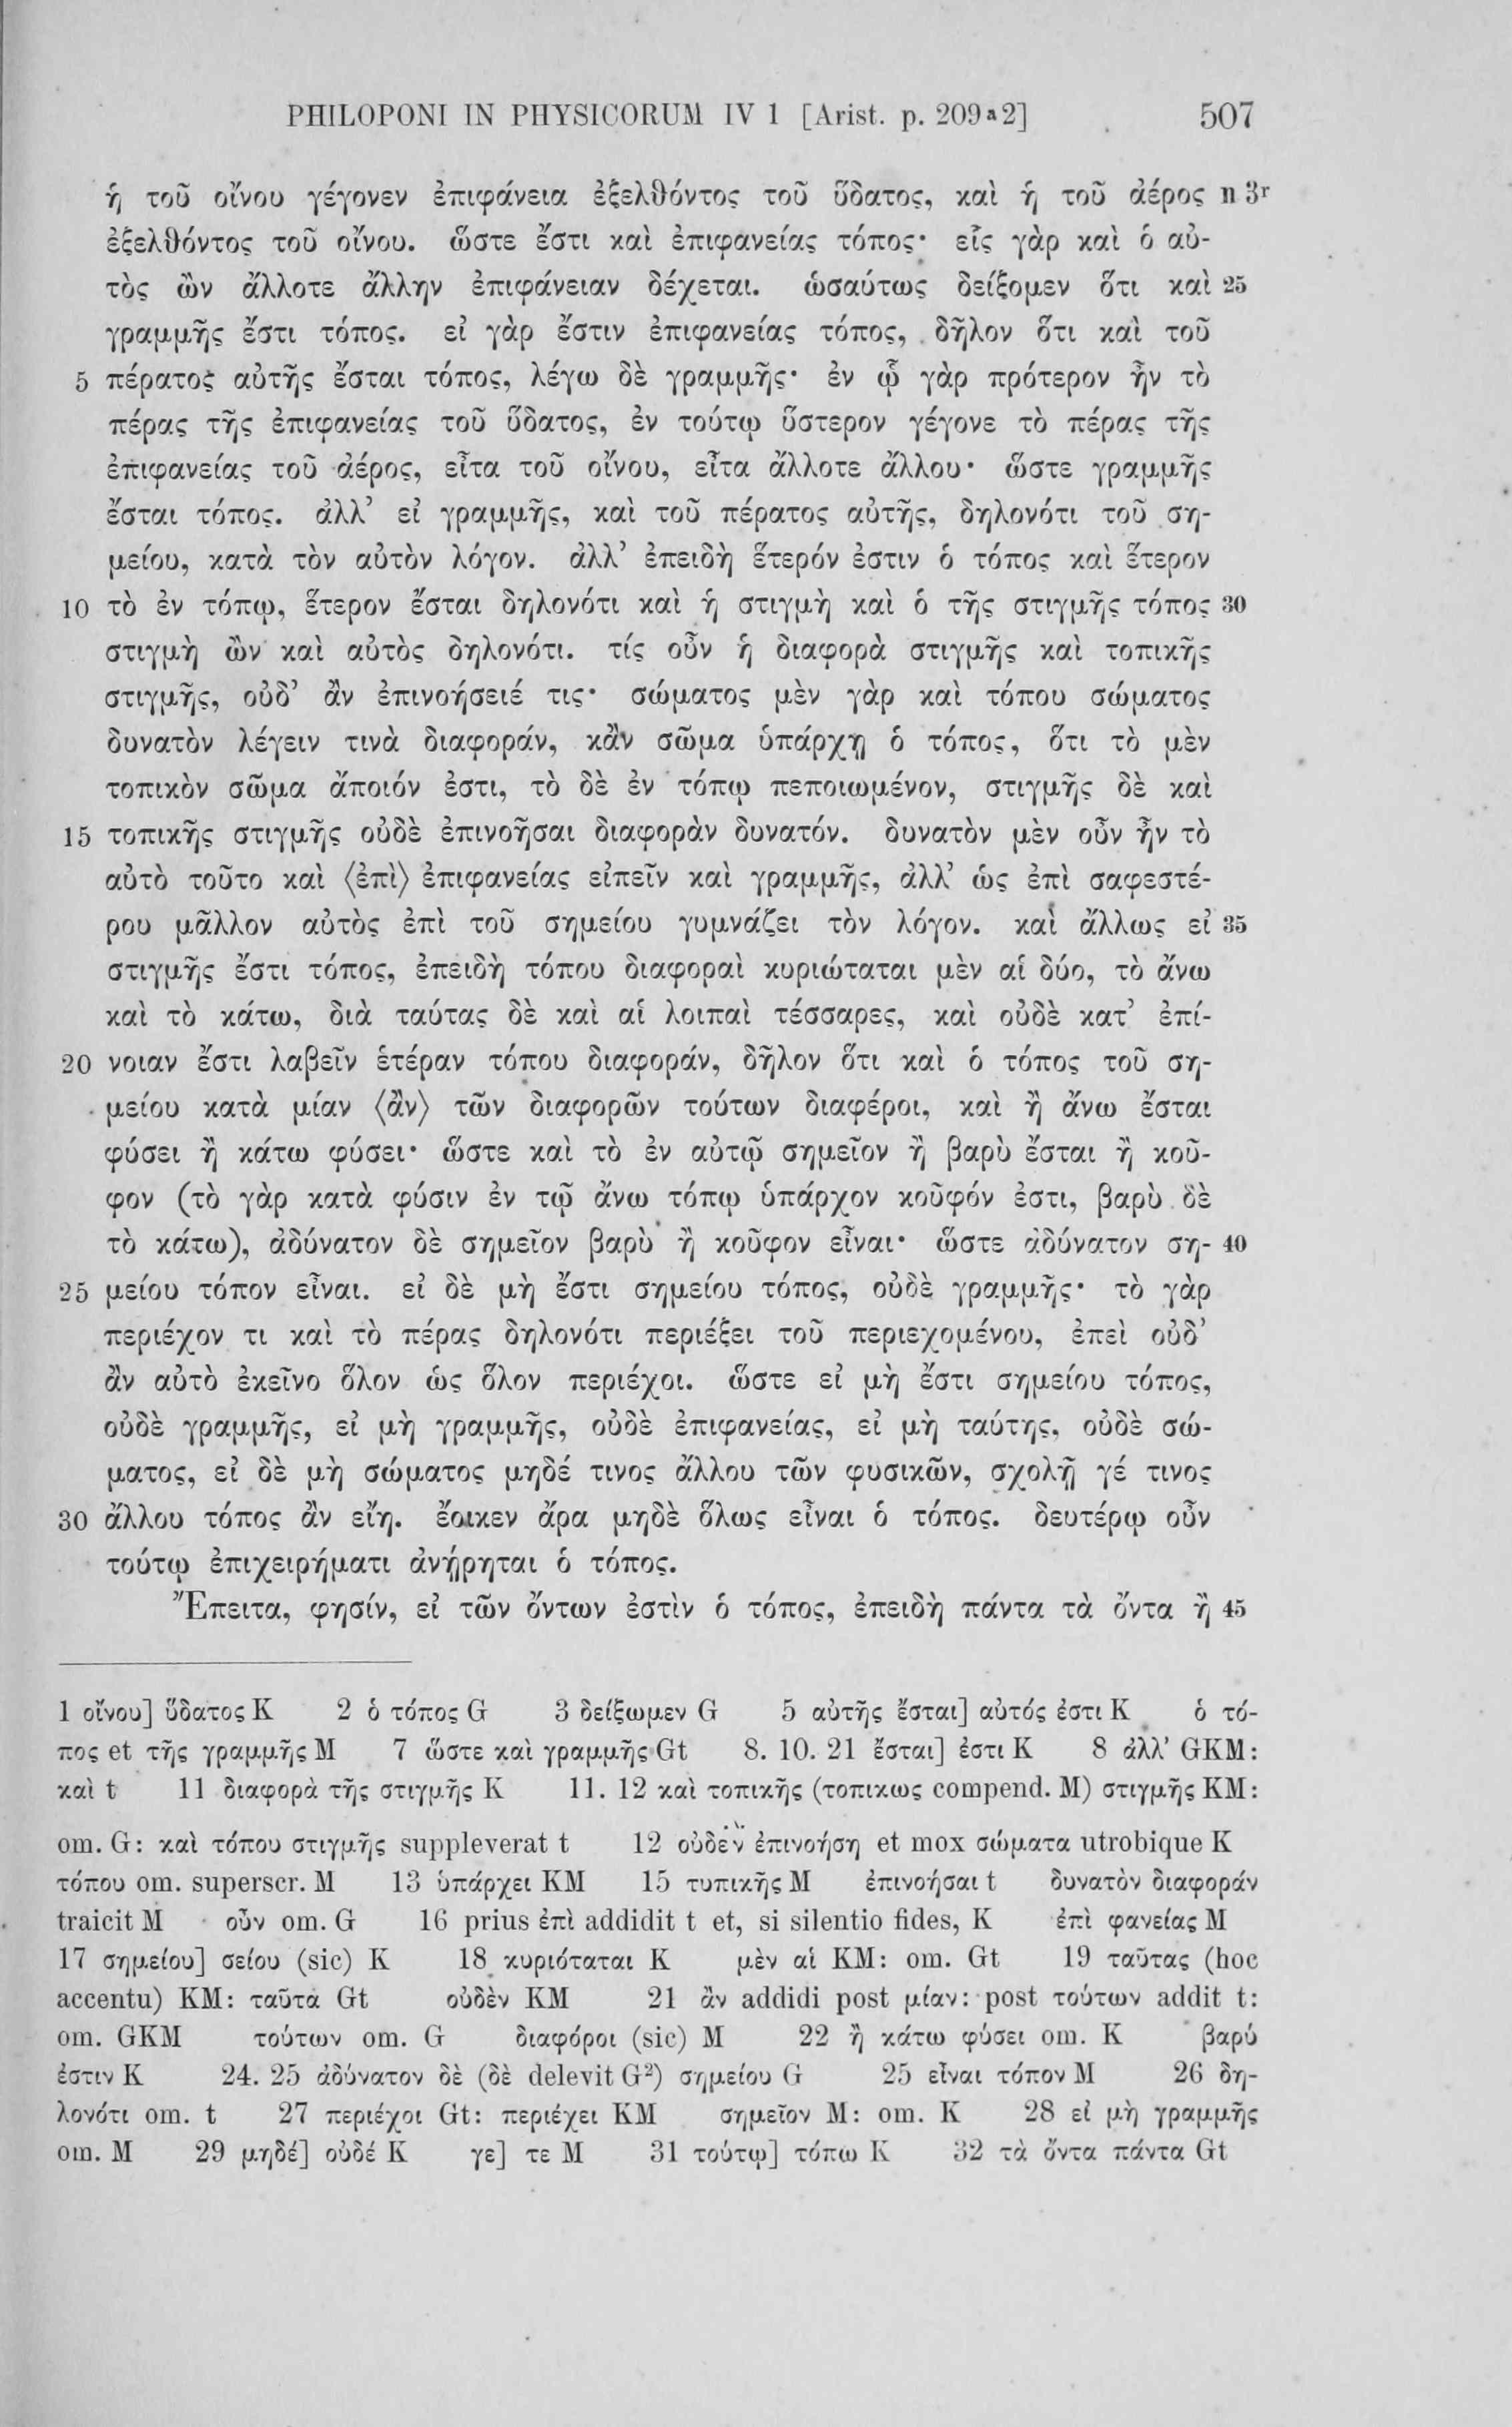 PHILOPONI IN PHYSICORUM IV 1 [Arist. p. 209a2] 507
ἡ τοῦ οἴνου γέγονεν ἐπιφάνεια ἐξελθόντος τοῦ ὕδατος, καὶ ἡ τοῦ ἀέρος n 3r
ἐξελθόντος τοῦ οἴνου. ὥστε ἔστι καὶ ἐπιφανείας τόπος· εἷς γὰρ καὶ ὁ αὐ-
τὸς ὢν ἄλλοτε ἄλλην ἐπιφάνειαν δέχεται. ὡσαύτως δείξομεν ὅτι καὶ 25
γραμμῆς ἔστι τόπος. εἰ γὰρ ἔστιν ἐπιφανείας τόπος, δῆλον ὅτι καὶ τοῦ
5 πέρατος αὐτῆς ἔσται τόπος, λέγω δὲ γραμμῆς· ἐν ᾧ γὰρ πρότερον ἦν τὸ
πέρας τῆς ἐπιφανείας τοῦ ὕδατος, ἐν τούτῳ ὕστερον γέγονε τὸ πέρας τῆς
ἐπιφανείας τοῦ ἀέρος, εἶτα τοῦ οἴνου, εἶτα ἄλλοτε ἄλλου· ὥστε γραμμῆς
ἔσται τόπος. ἀλλ’ εἰ γραμμῆς, καὶ τοῦ πέρατος αὐτῆς, δηλονότι τοῦ ση-
μείου, κατὰ τὸν αὐτὸν λόγον. ἀλλ’ ἐπειδὴ ἕτερόν ἐστιν ὁ τόπος καὶ ἕτερον
10 τὸ ἐν τόπῳ, ἕτερον ἔσται δηλονότι καὶ ἡ στιγμὴ καὶ ὁ τῆς στιγμῆς τόπος 30
στιγμὴ ὢν καὶ αὐτὸς δηλονότι. τίς οὖν ἡ διαφορὰ στιγμῆς καὶ τοπικῆς
στιγμῆς, οὐδ’ ἂν ἐπινοήσειέ τις· σώματος μὲν γὰρ καὶ τόπου σώματος
δυνατὸν λέγειν τινὰ διαφοράν, κἂν σῶμα ὑπάρχῃ ὁ τόπος, ὅτι τὸ μὲν
τοπικὸν σῶμα ἄποιόν ἐστι, τὸ δὲ ἐν τόπῳ πεποιωμένον, στιγμῆς δὲ καὶ
15 τοπικῆς στιγμῆς οὐδὲ ἐπινοῆσαι διαφορὰν δυνατόν. δυνατὸν μὲν οὖν ἦν τὸ
αὐτὸ τοῦτο καὶ ⟨ἐπὶ⟩ ἐπιφανείας εἰπεῖν καὶ γραμμῆς, ἀλλ’ ὡς ἐπὶ σαφεστέ-
ρου μᾶλλον αὐτὸς ἐπὶ τοῦ σημείου γυμνάζει τὸν λόγον. καὶ ἄλλως εἰ 35
στιγμῆς ἔστι τόπος, ἐπειδὴ τόπου διαφοραὶ κυριώταται μὲν αἱ δύο, τὸ ἄνω
καὶ τὸ κάτω, διὰ ταύτας δὲ καὶ αἱ λοιπαὶ τέσσαρες, καὶ οὐδὲ κατ’ ἐπί-
20 νοιαν ἔστι λαβεῖν ἑτέραν τόπου διαφοράν, δῆλον ὅτι καὶ ὁ τόπος τοῦ ση-
μείου κατὰ μίαν ⟨ἂν⟩ τῶν διαφορῶν τούτων διαφέροι, καὶ ἢ ἄνω ἔσται
φύσει ἢ κάτω φύσει· ὥστε καὶ τὸ ἐν αὐτῷ σημεῖον ἢ βαρὺ ἔσται ἢ κοῦ-
φον (τὸ γὰρ κατὰ φύσιν ἐν τῷ ἄνω τόπῳ ὑπάρχον κοῦφόν ἐστι, βαρὺ δὲ
τὸ κάτω), ἀδύνατον δὲ σημεῖον βαρὺ ἢ κοῦφον εἶναι· ὥστε ἀδύνατον ση- 40
25 μείου τόπον εἶναι. εἰ δὲ μὴ ἔστι σημείου τόπος, οὐδὲ γραμμῆς· τὸ γὰρ
περιέχον τι καὶ τὸ πέρας δηλονότι περιέξει τοῦ περιεχομένου, ἐπεὶ οὐδ’
ἂν αὐτὸ ἐκεῖνο ὅλον ὡς ὅλον περιέχοι. ὥστε εἰ μὴ ἔστι σημείου τόπος,
οὐδὲ γραμμῆς, εἰ μὴ γραμμῆς, οὐδὲ ἐπιφανείας, εἰ μὴ ταύτης, οὐδὲ σώ-
ματος, εἰ δὲ μὴ σώματος μηδέ τινος ἄλλου τῶν φυσικῶν, σχολῇ γέ τινος
30 ἄλλου τόπος ἂν εἴη. ἔοικεν ἄρα μηδὲ ὅλως εἶναι ὁ τόπος. δευτέρῳ οὖν
τούτῳ ἐπιχειρήματι ἀνῄρηται ὁ τόπος.
Ἔπειτα, φησίν, εἰ τῶν ὄντων ἐστὶν ὁ τόπος, ἐπειδὴ πάντα τὰ ὄντα ἢ 45
1 οἴνου] ὕδατος K 2 ὁ τόπος G 3 δείξωμεν G 5 αὐτῆς ἔσται] αὐτός ἐστι K ὁ τό-
πος et τῆς γραμμῆς M 7 ὥστε καὶ γραμμῆς Gt 8. 10. 21 ἔσται] ἐστι K 8 ἀλλ’ GKM:
καὶ t 11 διαφορὰ τῆς στιγμῆς K 11. 12 καὶ τοπικῆς (τοπικως compend. M) στιγμῆς KM:
om. G: καὶ τόπου στιγμῆς suppleverat t 12 οὐδὲν ἐπινοήση et mox σώματα utrobique K
τόπου om. superscr. M 13 ὑπάρχει KM 15 τυπικῆς M ἐπινοήσαι t δυνατὸν διαφοράν
traicit M οὖν om. G 16 prius ἐπὶ addidit t et, si silentio fides, K ἐπὶ φανείας M
17 σημείου] σείου (sic) K 18 κυριόταται K μὲν αἱ KM: om. Gt 19 ταῦτας (hoc
accentu) KM: ταῦτα Gt οὐδὲν KM 21 ἂν addidi post μίαν: post τούτων addit t:
om. GKM τούτων om. G διαφόροι (sic) M 22 ἢ κάτω φύσει om. K βαρύ
ἐστιν K 24. 25 ἀδύνατον δὲ (δὲ delevit G2) σημείου G 25 εἶναι τόπον M 26 δη-
λονότι om. t 27 περιέχοι Gt: περιέχει KM σημεῖον M: om. K 28 εἰ μὴ γραμμῆς
om. M 29 μηδέ] οὐδέ K γε] τε M 31 τούτῳ] τόπω K 32 τὰ ὄντα πάντα Gt